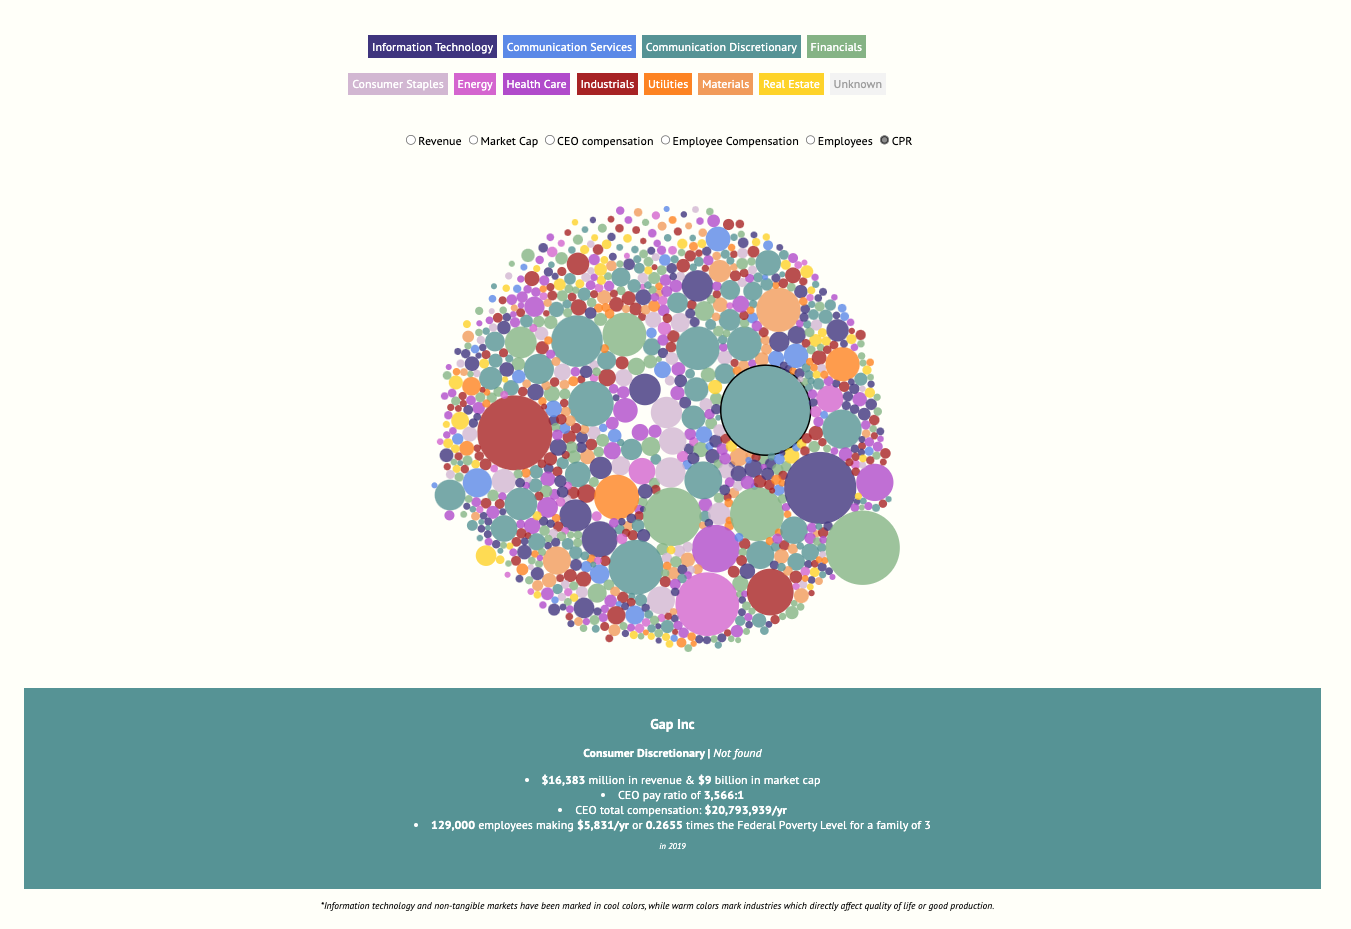 Information Technology Communication Services Communication Discretionary Financials
Consumer Staples Energy Health Care Industrials Utilities Materials Real Estate Unknown
Revenue Market Cap CEO compensation Employee Compensation Employees CPR
Gap Inc
Consumer Discretionary | Not found
• $16,383 million in revenue & $9 billion in market cap
• CEO pay ratio of 3,566:1
• CEO total compensation: $20,793,939/yr
• 129,000 employees making $5,831/yr or 0.2655 times the Federal Poverty Level for a family of 3
in 2019
*Information technology and non-tangible markets have been marked in cool colors, while warm colors mark industries which directly affect quality of life or good production.